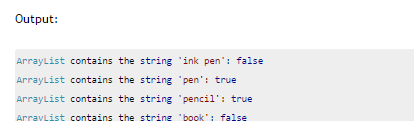 Output:
ArrayList contains the string 'ink pen': false
ArrayList contains the string 'pen': true
ArrayList contains the string 'pencil': true
ArrayList contains the string 'book': false